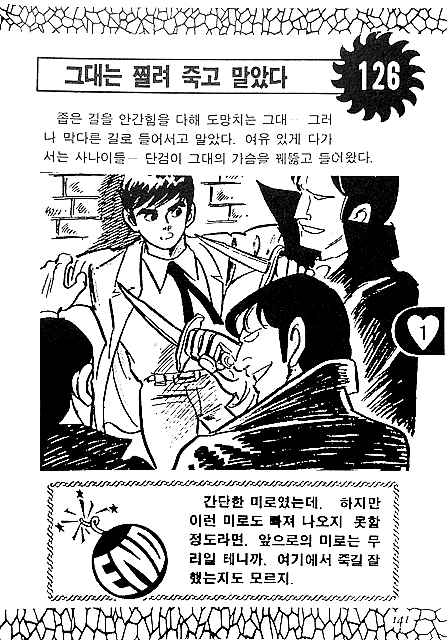 그대는 찔려 죽고 말았다
126
좁은 길을 안간힘을 다해 도망치는 그대— 그러
나 막다른 길로 들어서고 말았다. 여유 있게 다가
서는 사나이들— 단검이 그대의 가슴을 꿰뚫고 들어왔다.
1
간단한 미로였는데. 하지만
이런 미로도 빠져 나오지 못할
정도라면. 앞으로의 미로는 무
리일 테니까. 여기에서 죽길 잘
했는지도 모르지.
END
141